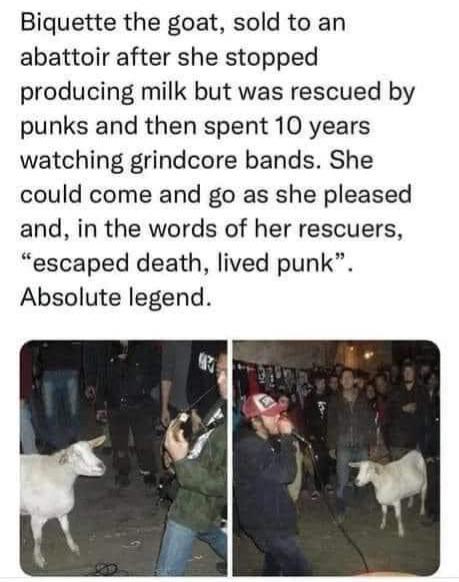 Biquette the goat, sold to an
abattoir after she stopped
producing milk but was rescued by
punks and then spent 10 years
watching grindcore bands. She
could come and go as she pleased
and, in the words of her rescuers,
“escaped death, lived punk”.
Absolute legend.